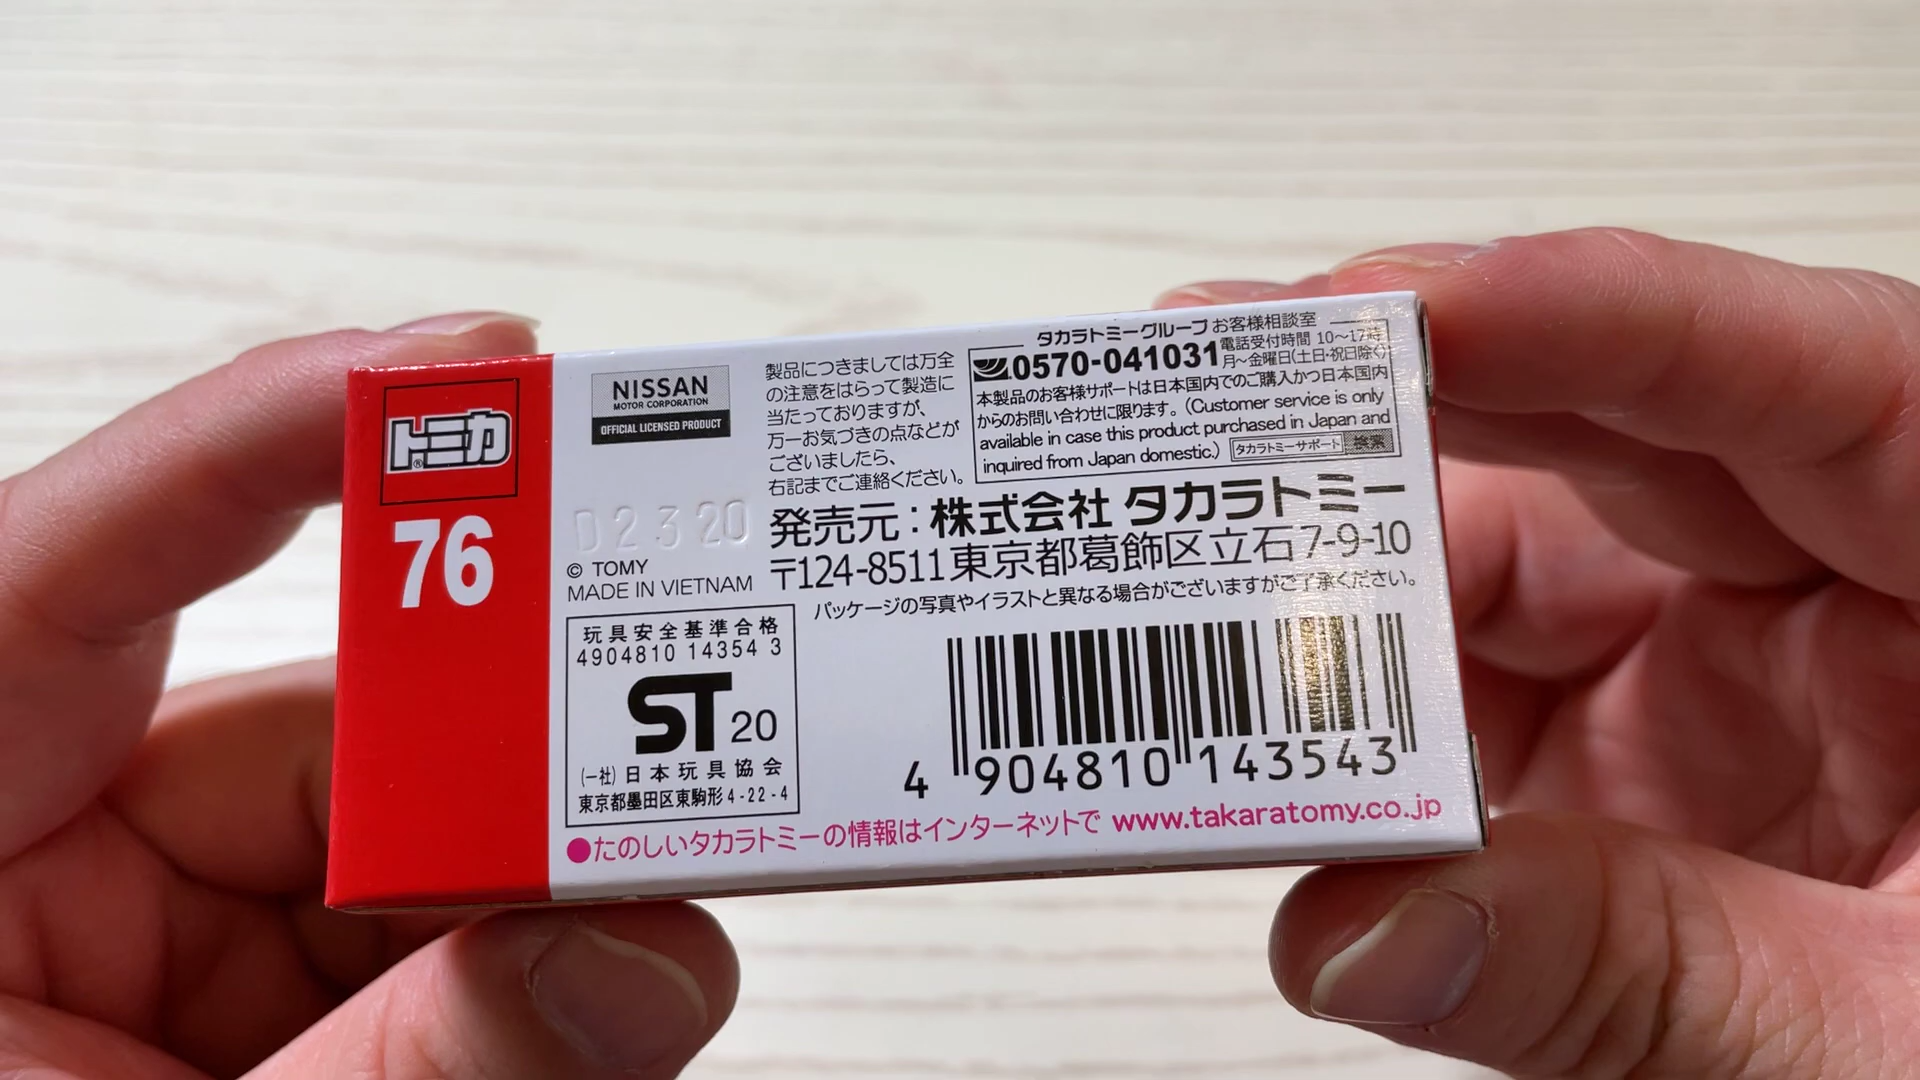 トミカ
76
NISSAN
MOTOR CORPORATION
OFFICIAL LICENSED PRODUCT
D2320
© TOMY
MADE IN VIETNAM
玩具安全基準合格
4904810 14354 3
ST 20
(一社)日本玩具協会
東京都墨田区東駒形4-22-4
製品につきましては万全
の注意をはらって製造に
当たっておりますが、
万一お気づきの点などが
ございましたら、
右記までご連絡ください。
タカラトミーグループ お客様相談室
0570-041031
電話受付時間 10〜17時
月〜金曜日(土日・祝日除く)
本製品のお客様サポートは日本国内でのご購入かつ日本国内
からのお問い合わせに限ります。(Customer service is only
available in case this product purchased in Japan and
inquired from Japan domestic.) タカラトミーサポート 検索
発売元:株式会社 タカラトミー
〒124-8511 東京都葛飾区立石7-9-10
パッケージの写真やイラストと異なる場合がございますがご了承ください。
4 904810 143543
●たのしいタカラトミーの情報はインターネットで www.takaratomy.co.jp